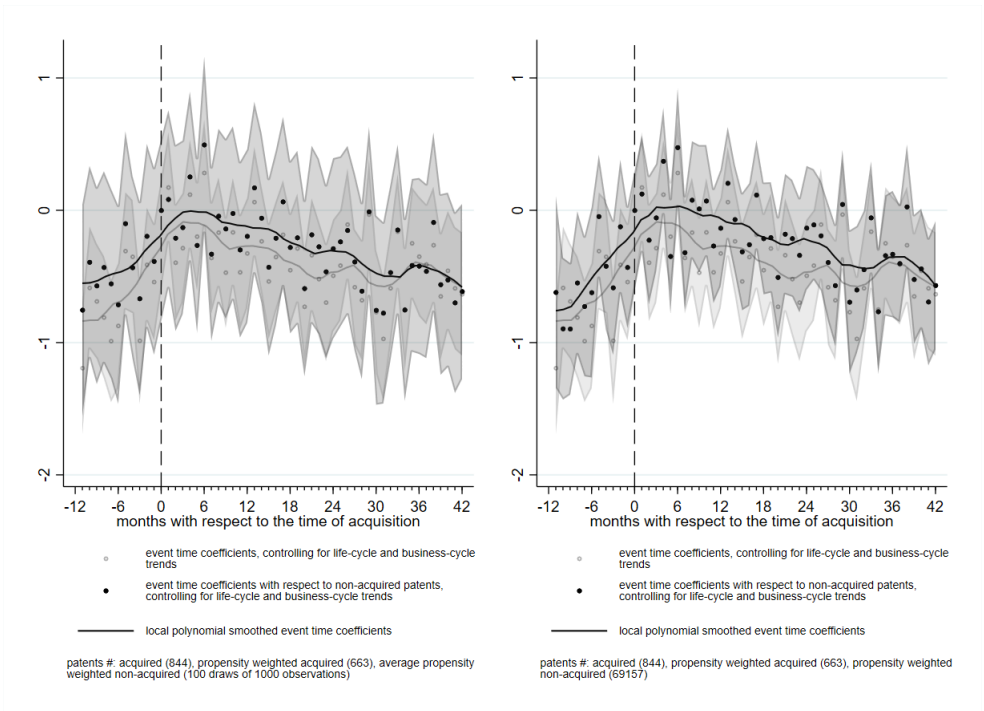 1
0
-1
-2
-12 -6 0 6 12 18 24 30 36 42
months with respect to the time of acquisition
event time coefficients, controlling for life-cycle and business-cycle
trends
event time coefficients with respect to non-acquired patents,
controlling for life-cycle and business-cycle trends
local polynomial smoothed event time coefficients
patents #: acquired (844), propensity weighted acquired (663), average propensity
weighted non-acquired (100 draws of 1000 observations)
1
0
-1
-2
-12 -6 0 6 12 18 24 30 36 42
months with respect to the time of acquisition
event time coefficients, controlling for life-cycle and business-cycle
trends
event time coefficients with respect to non-acquired patents,
controlling for life-cycle and business-cycle trends
local polynomial smoothed event time coefficients
patents #: acquired (844), propensity weighted acquired (663), propensity weighted
non-acquired (69157)